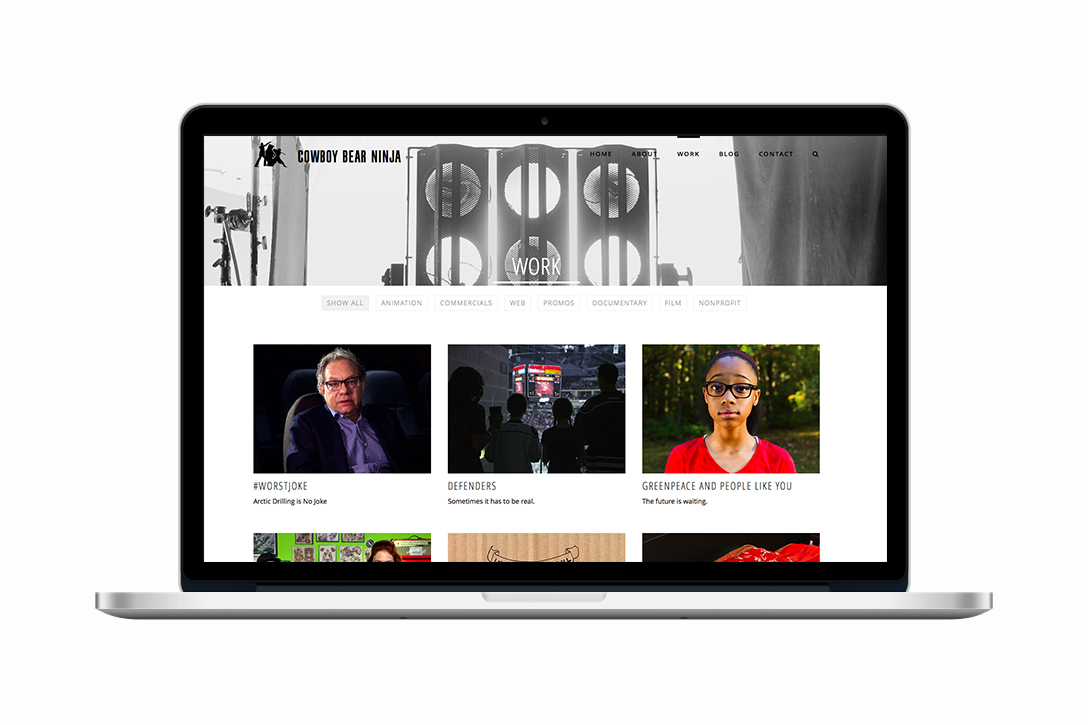 COWBOY BEAR NINJA
HOME ABOUT WORK BLOG CONTACT
WORK
SHOW ALL ANIMATION COMMERCIALS WEB PROMOS DOCUMENTARY FILM NONPROFIT
#WORSTJOKE
Arctic Drilling is No Joke
DEFENDERS
Sometimes it has to be real.
GREENPEACE AND PEOPLE LIKE YOU
The future is waiting.